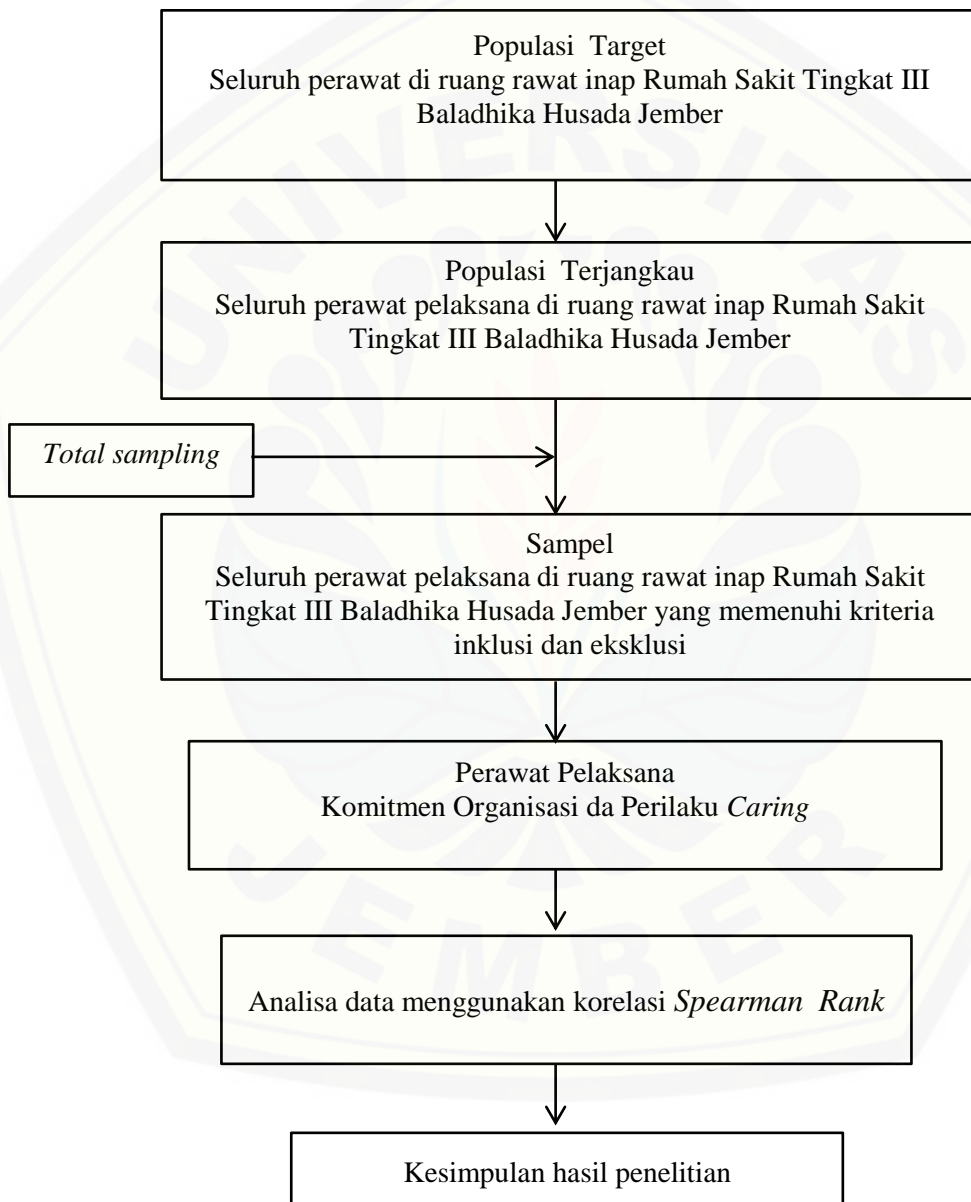 Populasi Target
Seluruh perawat di ruang rawat inap Rumah Sakit Tingkat III
Baladhika Husada Jember
Populasi Terjangkau
Seluruh perawat pelaksana di ruang rawat inap Rumah Sakit
Tingkat III Baladhika Husada Jember
Total sampling
Sampel
Seluruh perawat pelaksana di ruang rawat inap Rumah Sakit
Tingkat III Baladhika Husada Jember yang memenuhi kriteria
inklusi dan eksklusi
Perawat Pelaksana
Komitmen Organisasi da Perilaku Caring
Analisa data menggunakan korelasi Spearman Rank
Kesimpulan hasil penelitian
UNIVERSITAS
JEMBER